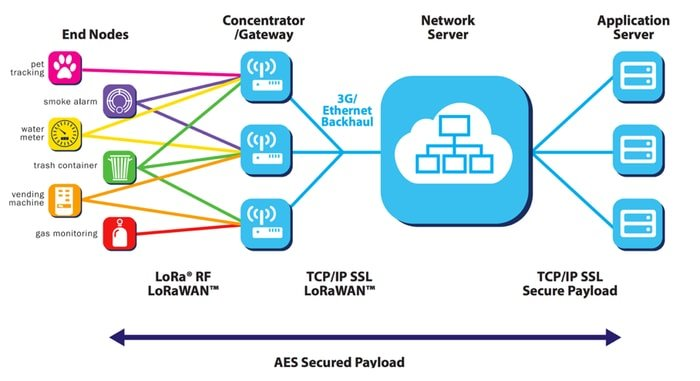 End Nodes
Concentrator
/Gateway
Network
Server
Application
Server
pet
tracking
smoke alarm
water
meter
trash container
vending
machine
gas monitoring
3G/
Ethernet
Backhaul
LoRa® RF
LoRaWAN™
TCP/IP SSL
LoRaWAN™
TCP/IP SSL
Secure Payload
AES Secured Payload